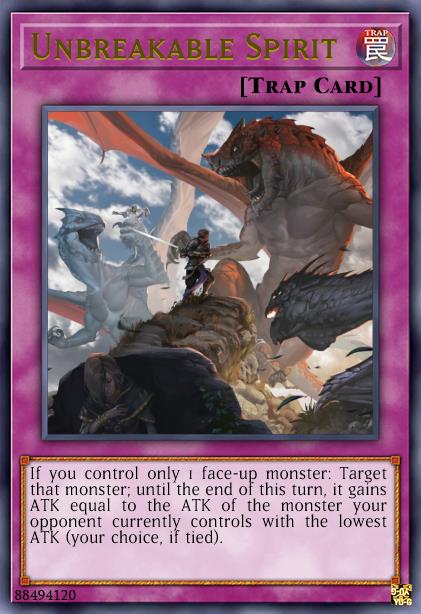 UNBREAKABLE SPIRIT
TRAP
罠
[TRAP CARD]
If you control only 1 face-up monster: Target
that monster; until the end of this turn, it gains
ATK equal to the ATK of the monster your
opponent currently controls with the lowest
ATK (your choice, if tied).
88494120